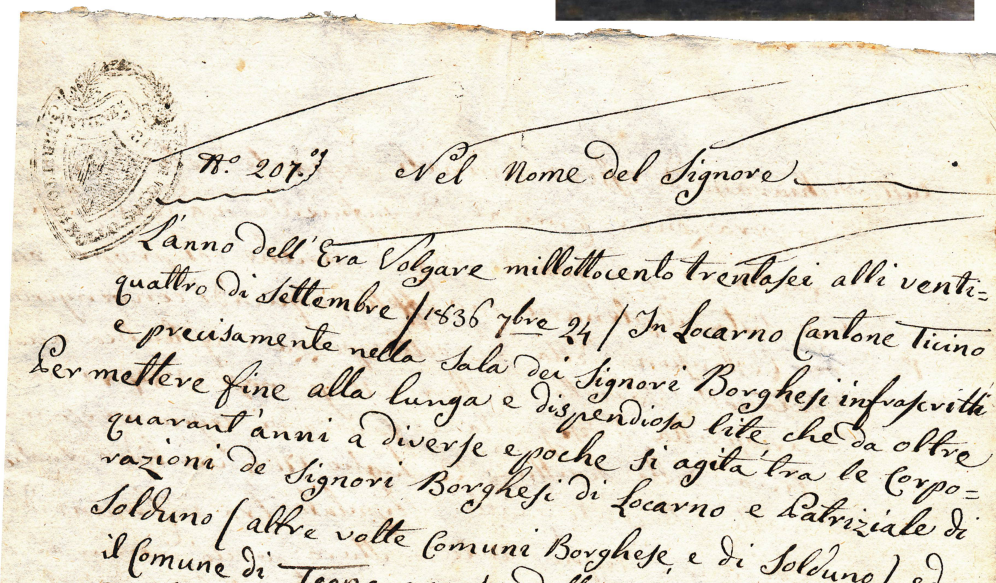 N.º 207.
Nel Nome del Signore
L'anno dell'Era Volgare millottocento trentasei alli venti=
quattro di Settembre / 1836 7bre 24 / In Locarno Cantone Ticino
e precisamente nella Sala dei Signori Borghesi infrascritti
Per mettere fine alla lunga e dispendiosa lite che da oltre
quarant'anni a diverse epoche si agita tra le Corpo=
razioni de Signori Borghesi di Locarno e Patriziale di
Solduno (altre volte Comuni Borghese, e di Solduno) ed
il Comune di